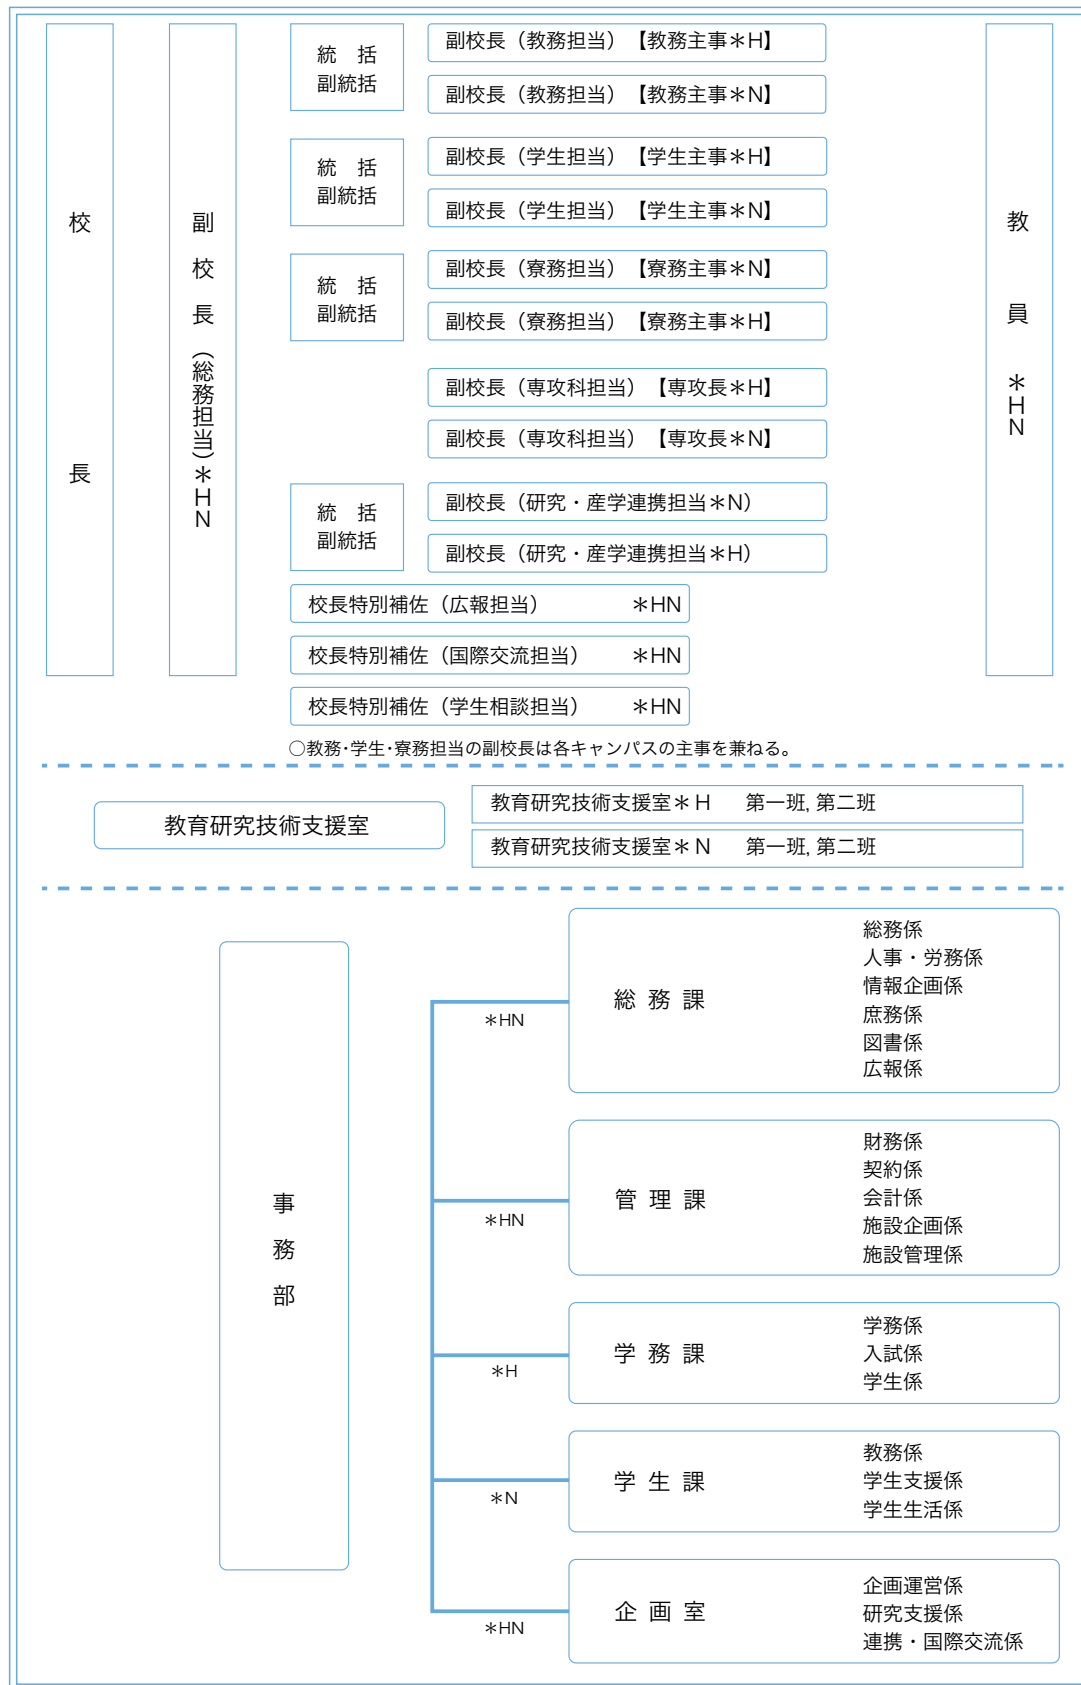 校長
副校長（総務担当）＊HN
統　括
副統括
副校長（教務担当）【教務主事＊H】
副校長（教務担当）【教務主事＊N】
統　括
副統括
副校長（学生担当）【学生主事＊H】
副校長（学生担当）【学生主事＊N】
統　括
副統括
副校長（寮務担当）【寮務主事＊N】
副校長（寮務担当）【寮務主事＊H】
副校長（専攻科担当）【専攻長＊H】
副校長（専攻科担当）【専攻長＊N】
統　括
副統括
副校長（研究・産学連携担当＊N）
副校長（研究・産学連携担当＊H）
校長特別補佐（広報担当）　＊HN
校長特別補佐（国際交流担当）　＊HN
校長特別補佐（学生相談担当）　＊HN
教員　＊HN
○教務・学生・寮務担当の副校長は各キャンパスの主事を兼ねる。
教育研究技術支援室
教育研究技術支援室＊H　第一班, 第二班
教育研究技術支援室＊N　第一班, 第二班
事務部
＊HN
総務課
総務係
人事・労務係
情報企画係
庶務係
図書係
広報係
＊HN
管理課
財務係
契約係
会計係
施設企画係
施設管理係
＊H
学務課
学務係
入試係
学生係
＊N
学生課
教務係
学生支援係
学生生活係
＊HN
企画室
企画運営係
研究支援係
連携・国際交流係